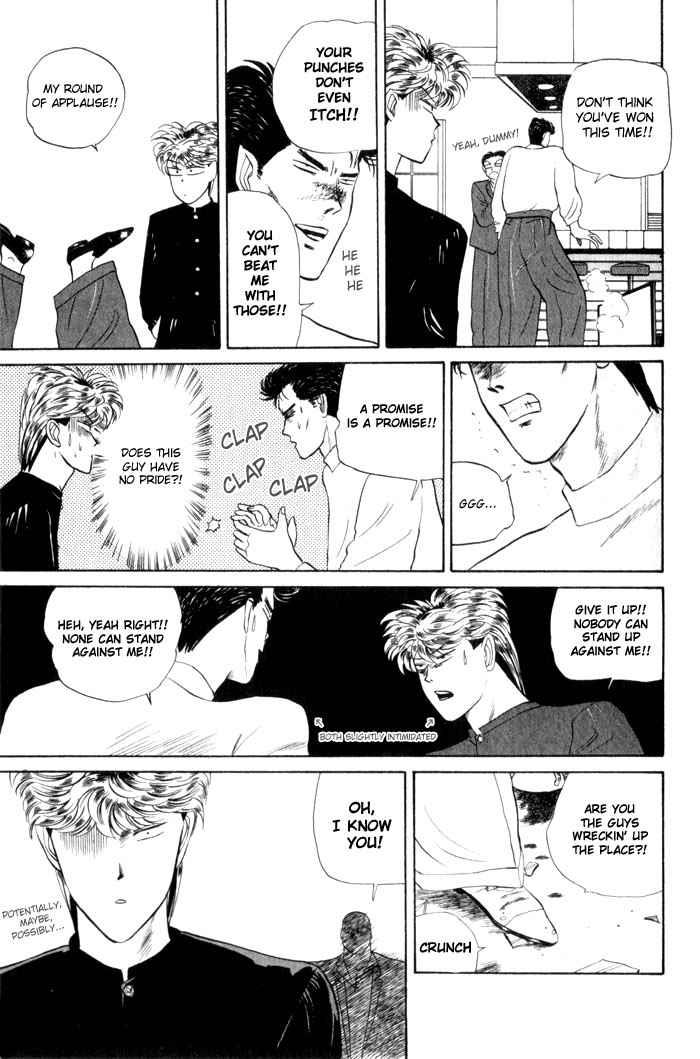 DON'T THINK
YOU'VE WON
THIS TIME!!
YEAH, DUMMY!
YOUR
PUNCHES
DON'T
EVEN
ITCH!!
YOU
CAN'T
BEAT
ME
WITH
THOSE!!
HE
HE
HE
MY ROUND
OF APPLAUSE!!
GGG...
A PROMISE
IS A PROMISE!!
CLAP
CLAP
CLAP
DOES THIS
GUY HAVE
NO PRIDE?!
GIVE IT UP!!
NOBODY
CAN STAND
UP
AGAINST
ME!!
HEH, YEAH RIGHT!!
NONE CAN STAND
AGAINST ME!!
BOTH SLIGHTLY INTIMIDATED
ARE YOU
THE GUYS
WRECKIN' UP
THE PLACE?!
CRUNCH
OH,
I KNOW
YOU!
POTENTIALLY,
MAYBE,
POSSIBLY...